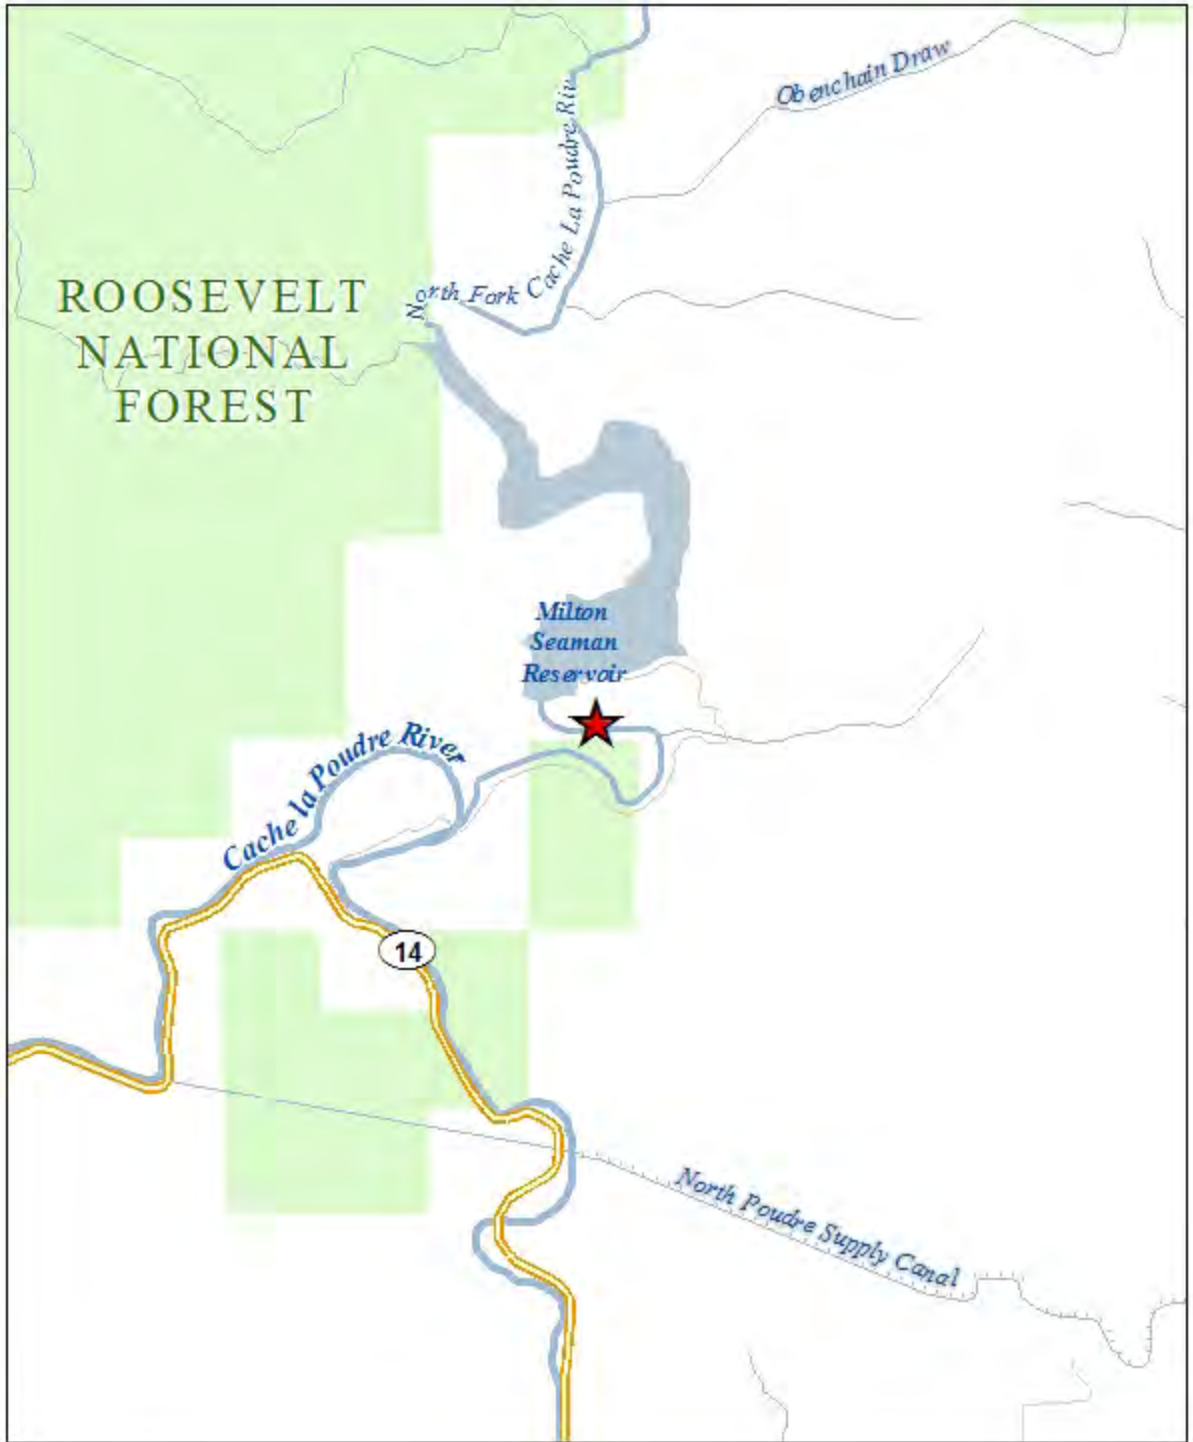 Obenchain Draw
North Fork Cache La Poudre Riv
ROOSEVELT
NATIONAL
FOREST
Milton
Seaman
Reservoir
Cache la Poudre River
14
North Poudre Supply Canal